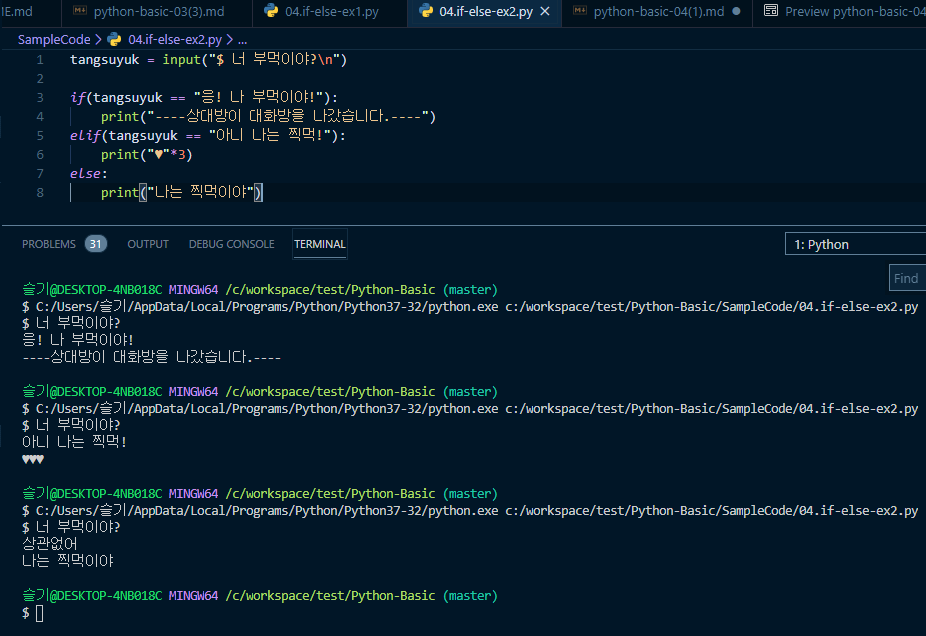 IE.md python-basic-03(3).md 04.if-else-ex1.py 04.if-else-ex2.py python-basic-04(1).md Preview python-basic-04
SampleCode > 04.if-else-ex2.py > ...
1 tangsuyuk = input("$ 너 부먹이야?\n")
2
3 if(tangsuyuk == "응! 나 부먹이야!"):
4 print("----상대방이 대화방을 나갔습니다.----")
5 elif(tangsuyuk == "아니 나는 찍먹!"):
6 print("♥"*3)
7 else:
8 print("나는 찍먹이야")
PROBLEMS 31 OUTPUT DEBUG CONSOLE TERMINAL 1: Python
Find
슬기@DESKTOP-4NB018C MINGW64 /c/workspace/test/Python-Basic (master)
$ C:/Users/슬기/AppData/Local/Programs/Python/Python37-32/python.exe c:/workspace/test/Python-Basic/SampleCode/04.if-else-ex2.py
$ 너 부먹이야?
응! 나 부먹이야!
----상대방이 대화방을 나갔습니다.----
슬기@DESKTOP-4NB018C MINGW64 /c/workspace/test/Python-Basic (master)
$ C:/Users/슬기/AppData/Local/Programs/Python/Python37-32/python.exe c:/workspace/test/Python-Basic/SampleCode/04.if-else-ex2.py
$ 너 부먹이야?
아니 나는 찍먹!
♥♥♥
슬기@DESKTOP-4NB018C MINGW64 /c/workspace/test/Python-Basic (master)
$ C:/Users/슬기/AppData/Local/Programs/Python/Python37-32/python.exe c:/workspace/test/Python-Basic/SampleCode/04.if-else-ex2.py
$ 너 부먹이야?
상관없어
나는 찍먹이야
슬기@DESKTOP-4NB018C MINGW64 /c/workspace/test/Python-Basic (master)
$